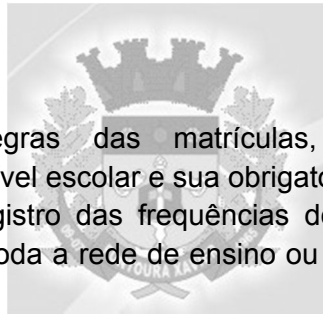 egras das matrículas,
vel escolar e sua obrigato
gistro das frequências de
oda a rede de ensino ou